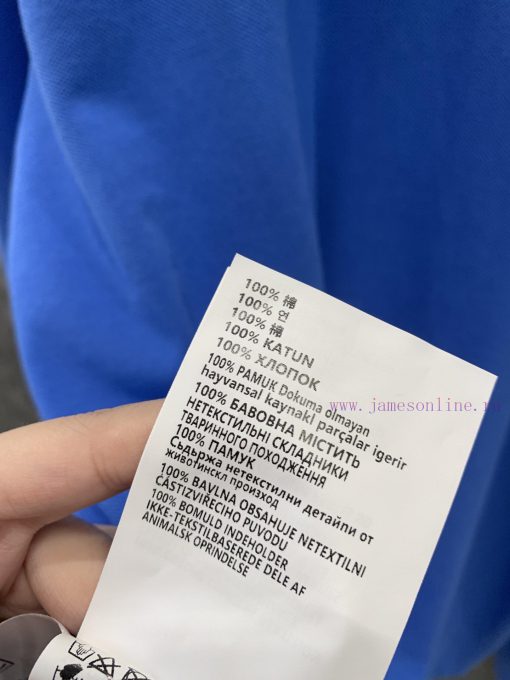 100% 棉
100% 면
100% 棉
100% KATUN
100% ХЛОПОК
100% PAMUK Dokuma olmayan
hayvansal kaynakl parçalar igerir
100% БАВОВНА МІСТИТЬ
НЕТЕКСТИЛЬНІ СКЛАДНИКИ
ТВАРИННОГО ПОХОДЖЕННЯ
100% ПАМУК
Съдържа нетекстилни детайли от
животински произход
100% BAVLNA OBSAHUJE NETEXTILNI
CASTIZVIŘECIHO PUVODU
100% BOMULD INDEHOLDER
IKKE-TEKSTILBASEREDE DELE AF
ANIMALSK OPRINDELSE
www.jamesonline.ru